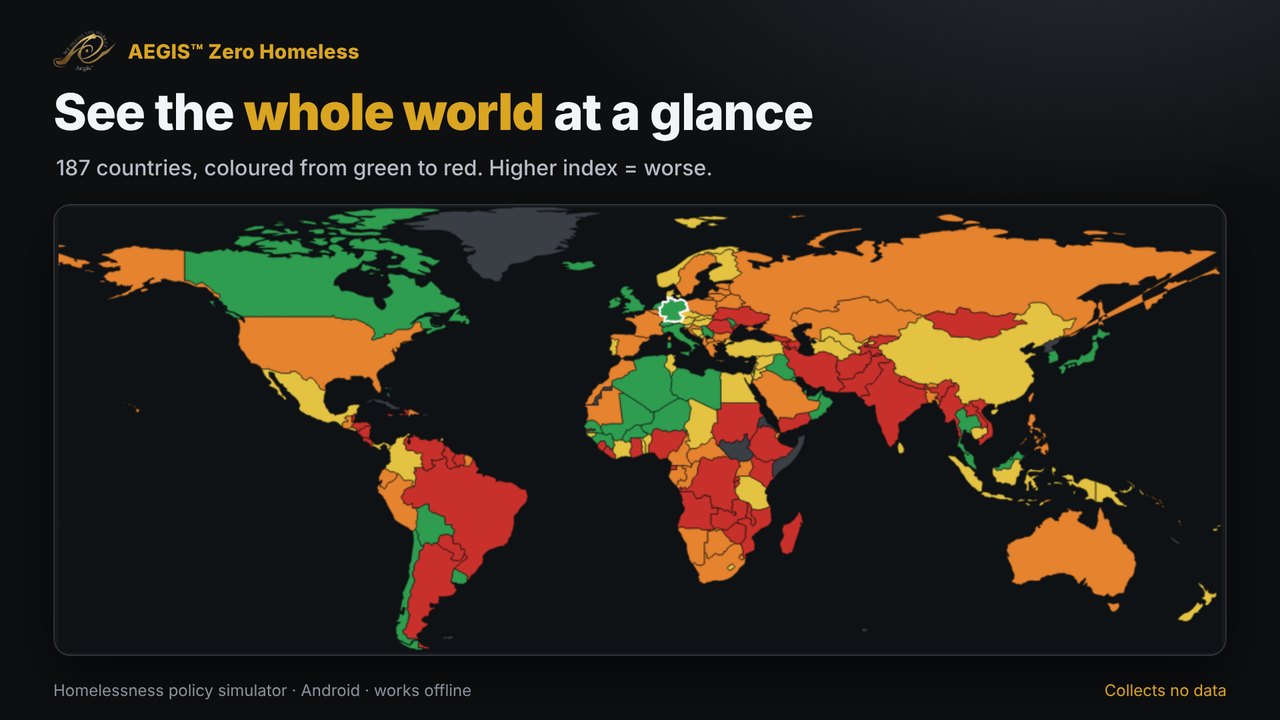 Aegis™
AEGIS™ Zero Homeless
See the whole world at a glance
187 countries, coloured from green to red. Higher index = worse.
Homelessness policy simulator · Android · works offline
Collects no data